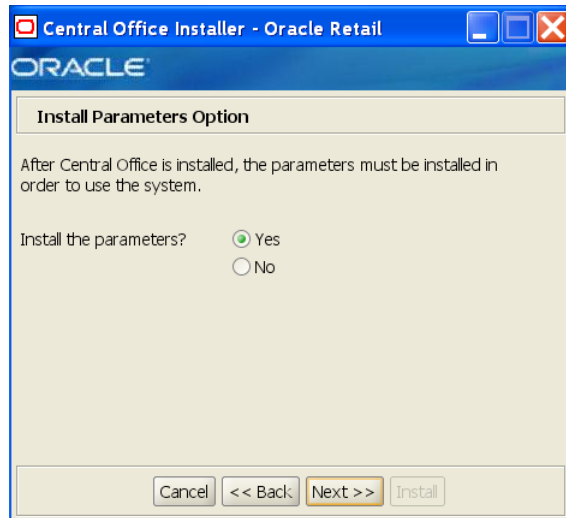 Central Office Installer - Oracle Retail
ORACLE
Install Parameters Option
After Central Office is installed, the parameters must be installed in
order to use the system.
Install the parameters? Yes
No
Cancel << Back Next >> Install